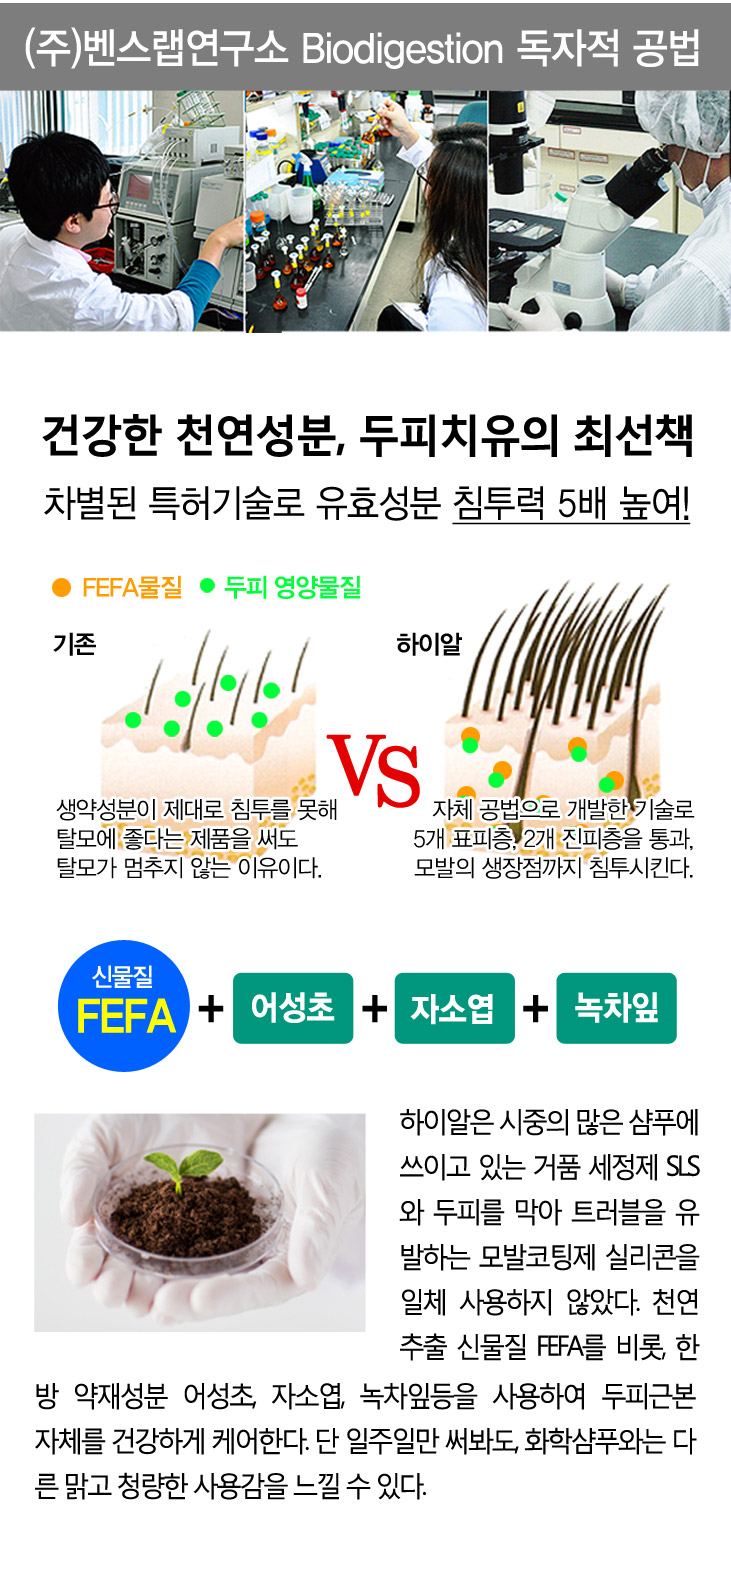 (주)벤스랩연구소 Biodigestion 독자적 공법
건강한 천연성분, 두피치유의 최선책
차별된 특허기술로 유효성분 침투력 5배 높여!
FEFA물질 두피 영양물질
기존
하이알
VS
생약성분이 제대로 침투를 못해
탈모에 좋다는 제품을 써도
탈모가 멈추지 않는 이유이다.
자체 공법으로 개발한 기술로
5개 표피층, 2개 진피층을 통과,
모발의 생장점까지 침투시킨다.
신물질
FEFA + 어성초 + 자소엽 + 녹차잎
하이알은 시중의 많은 샴푸에
쓰이고 있는 거품 세정제 SLS
와 두피를 막아 트러블을 유
발하는 모발코팅제 실리콘을
일체 사용하지 않았다. 천연
추출 신물질 FEFA를 비롯, 한
방 약재성분 어성초, 자소엽, 녹차잎등을 사용하여 두피근본
자체를 건강하게 케어한다. 단 일주일만 써봐도, 화학샴푸와는 다
른 맑고 청량한 사용감을 느낄 수 있다.